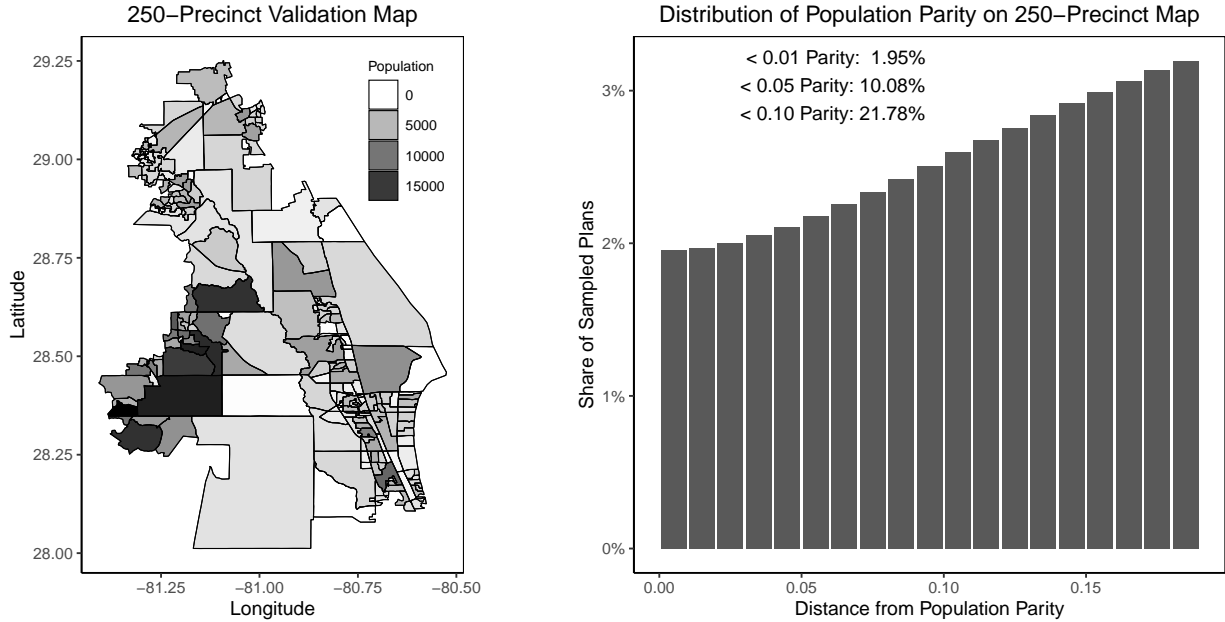 250−Precinct Validation Map
29.25
29.00
28.75
28.50
28.25
28.00
Latitude
Population
0
5000
10000
15000
−81.25
−81.00
−80.75
−80.50
Longitude
Distribution of Population Parity on 250−Precinct Map
< 0.01 Parity: 1.95%
< 0.05 Parity: 10.08%
< 0.10 Parity: 21.78%
3%
2%
1%
0%
Share of Sampled Plans
0.00
0.05
0.10
0.15
Distance from Population Parity